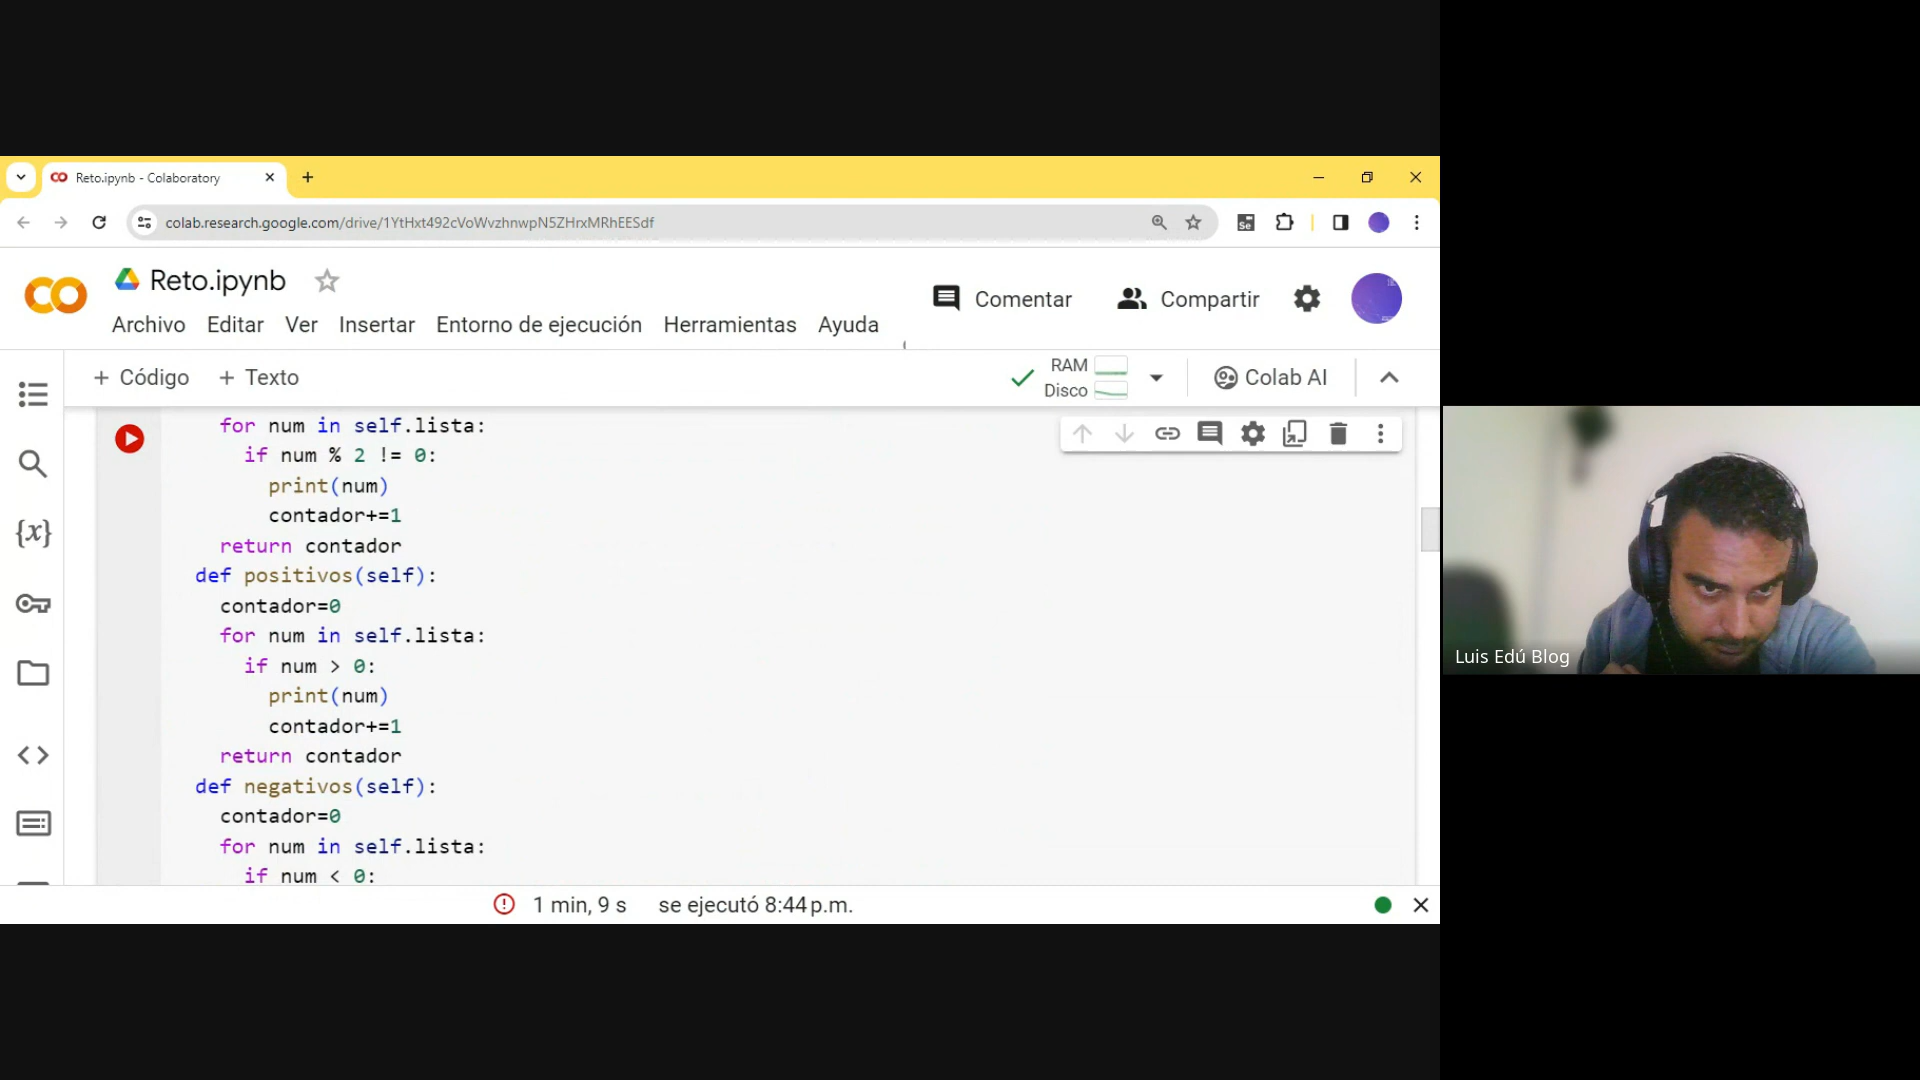 Reto.ipynb - Colaboratory
colab.research.google.com/drive/1YtHxt492cVoWvzhnwpN5ZHrxMRhEESdf
Se
Reto.ipynb
Comentar
Compartir
Archivo Editar Ver Insertar Entorno de ejecución Herramientas Ayuda
+ Código + Texto
RAM
Disco
Colab AI
{x}
for num in self.lista:
if num % 2 != 0:
print(num)
contador+=1
return contador
def positivos(self):
contador=0
for num in self.lista:
if num > 0:
print(num)
contador+=1
return contador
def negativos(self):
contador=0
for num in self.lista:
if num < 0:
1 min, 9 s se ejecutó 8:44 p.m.
Luis Edú Blog